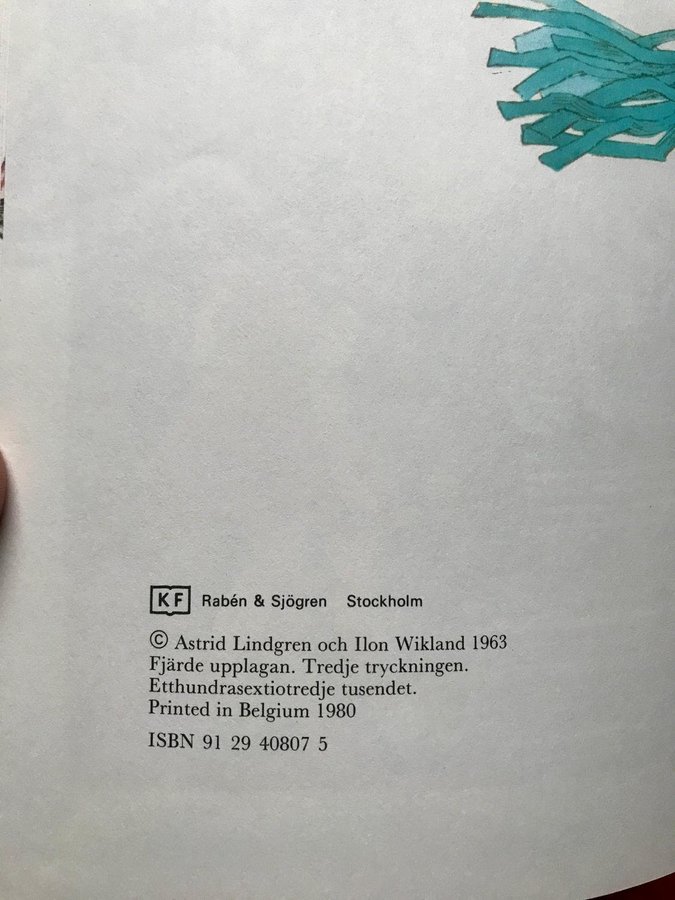 KF Rabén & Sjögren Stockholm
© Astrid Lindgren och Ilon Wikland 1963
Fjärde upplagan. Tredje tryckningen.
Etthundrasextiotredje tusendet.
Printed in Belgium 1980
ISBN 91 29 40807 5